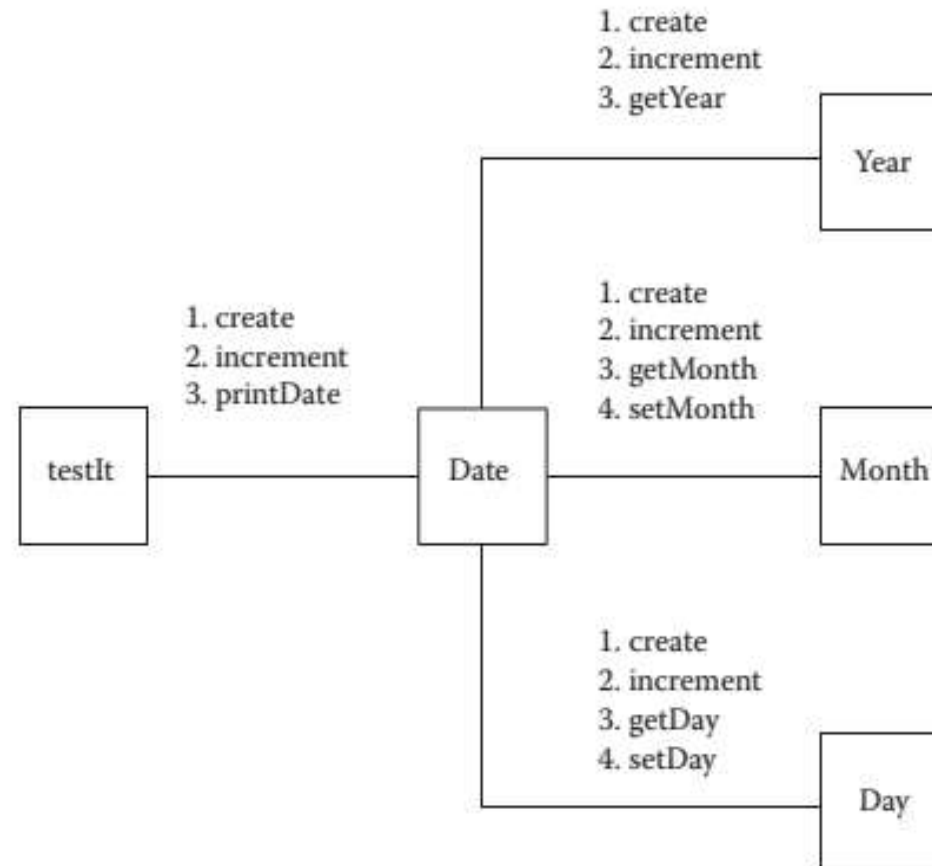 1. create
2. increment
3. getYear
Year
1. create
2. increment
3. getMonth
4. setMonth
1. create
2. increment
3. printDate
testIt
Date
Month
1. create
2. increment
3. getDay
4. setDay
Day